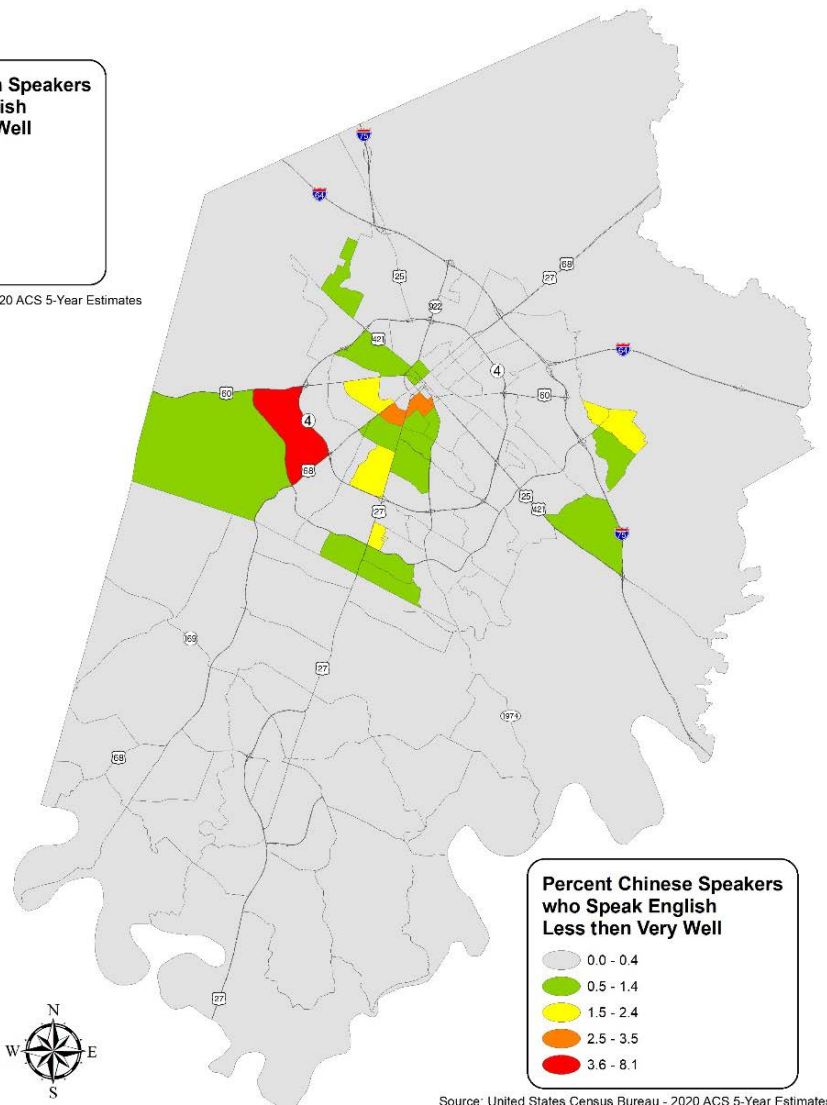 Speakers
ish
Well
20 ACS 5-Year Estimates
75
64
68
27
25
922
421
64
4
60
60
4
68
25
421
27
75
169
27
1974
68
27
Percent Chinese Speakers
who Speak English
Less then Very Well
0.0 - 0.4
0.5 - 1.4
1.5 - 2.4
2.5 - 3.5
3.6 - 8.1
N
W E
S
Source: United States Census Bureau - 2020 ACS 5-Year Estimates